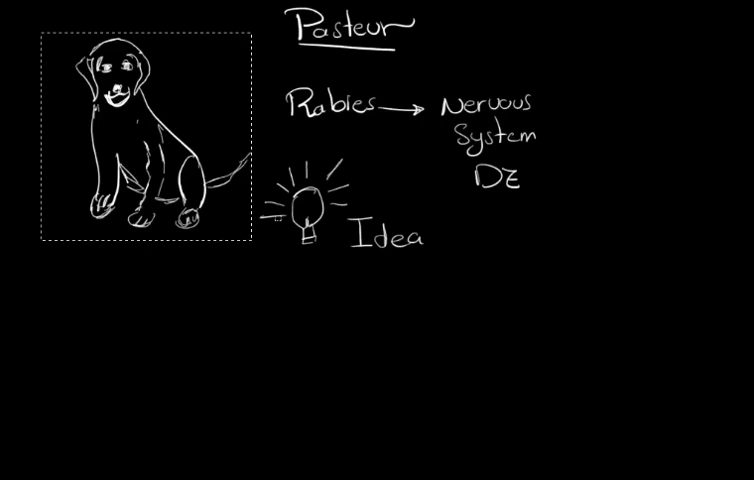 Pasteur
Rabies → Nervous
System
DZ
Idea